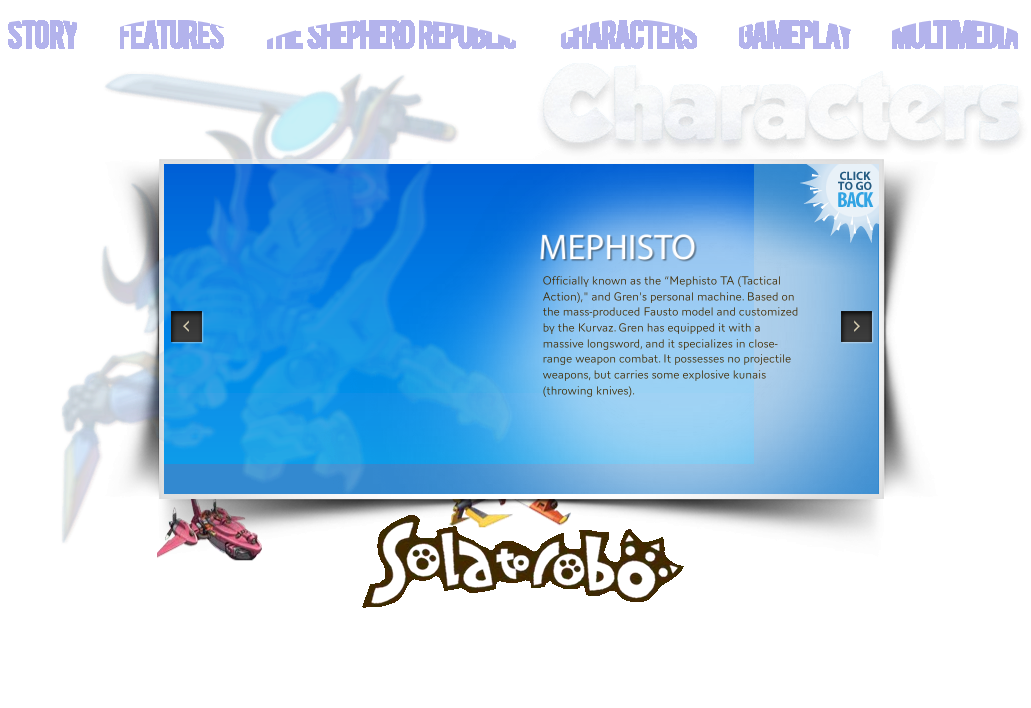 STORY FEATURES THE SHEPHERD REPUBLIC CHARACTERS GAMEPLAY MULTIMEDIA
Characters
CLICK
TO GO
BACK
MEPHISTO
Officially known as the “Mephisto TA (Tactical
Action),” and Gren's personal machine. Based on
the mass-produced Fausto model and customized
by the Kurvaz. Gren has equipped it with a
massive longsword, and it specializes in close-
range weapon combat. It possesses no projectile
weapons, but carries some explosive kunais
(throwing knives).
Solatorobo